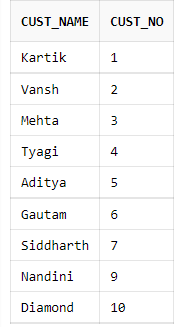 CUST_NAME CUST_NO
Kartik 1
Vansh 2
Mehta 3
Tyagi 4
Aditya 5
Gautam 6
Siddharth 7
Nandini 9
Diamond 10